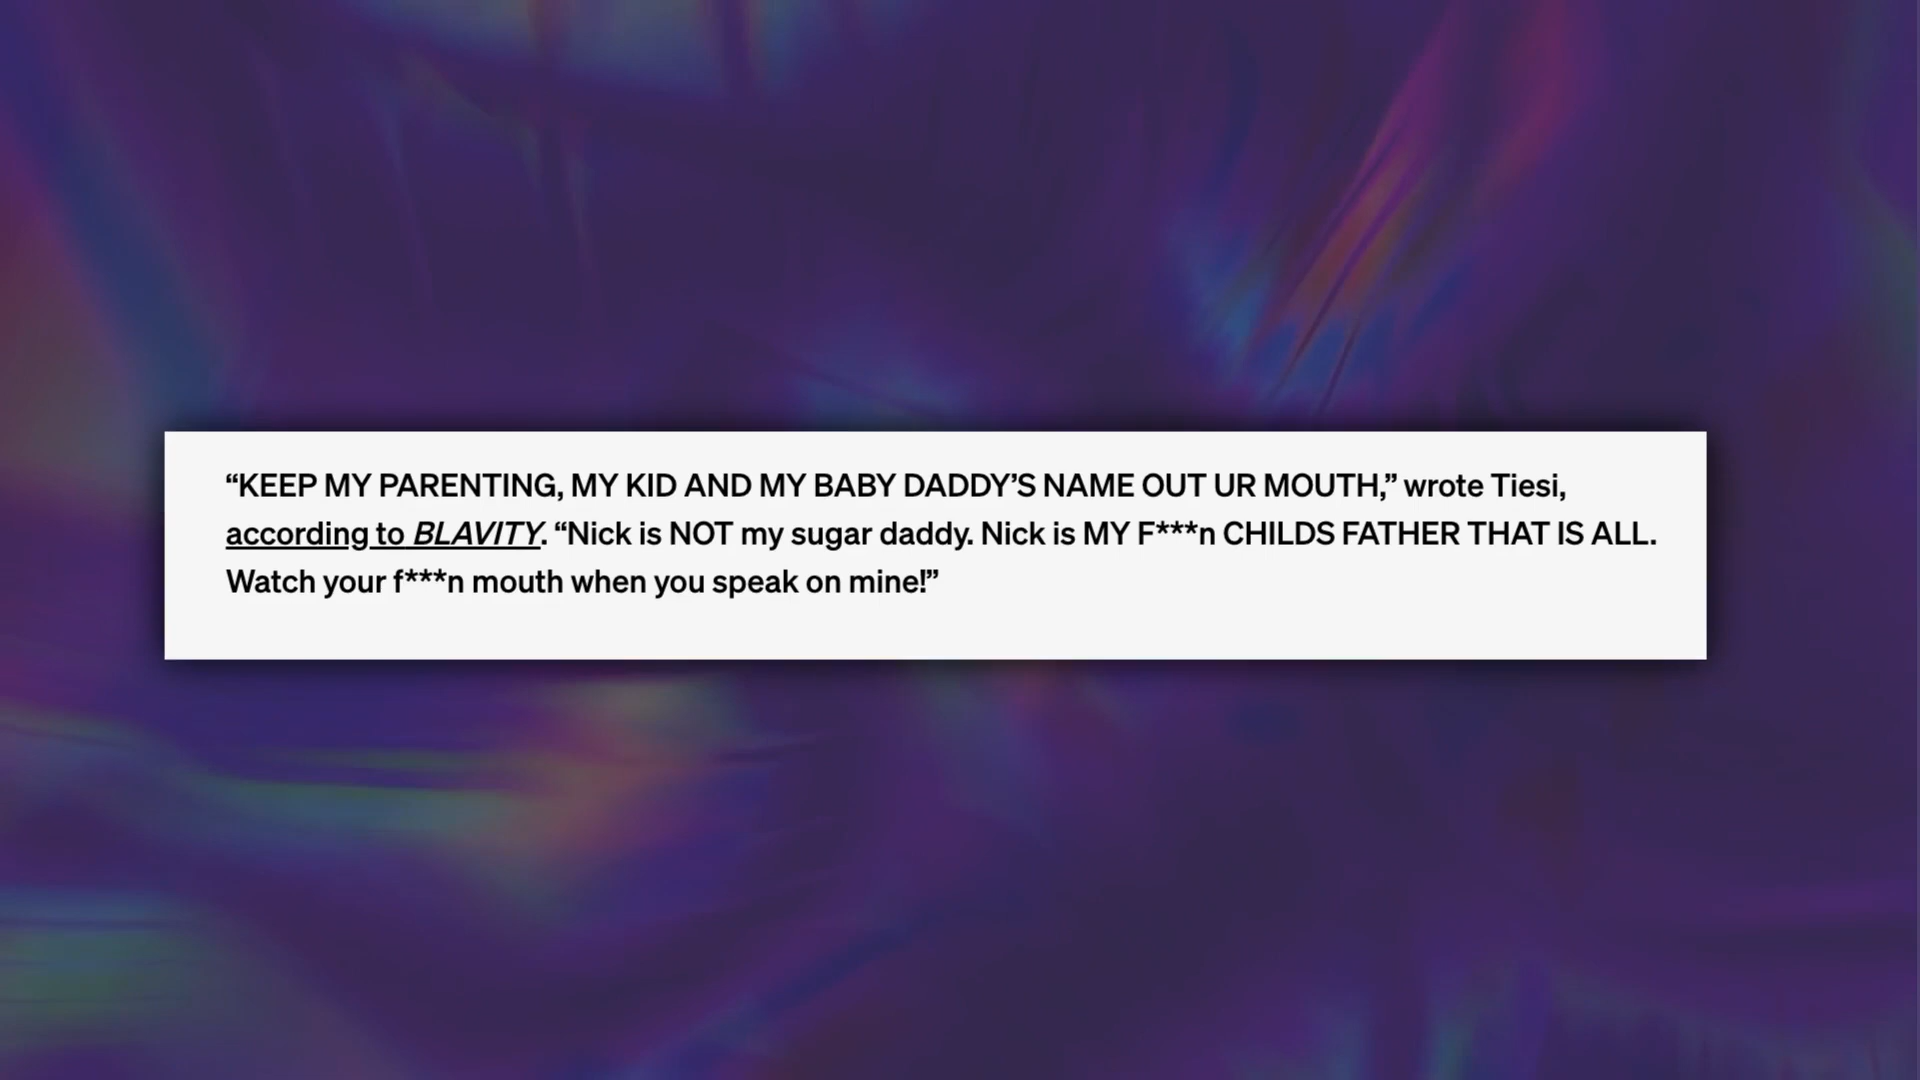 “KEEP MY PARENTING, MY KID AND MY BABY DADDY’S NAME OUT UR MOUTH,” wrote Tiesi,
according to BLAVITY. “Nick is NOT my sugar daddy. Nick is MY F***n CHILDS FATHER THAT IS ALL.
Watch your f***n mouth when you speak on mine!”